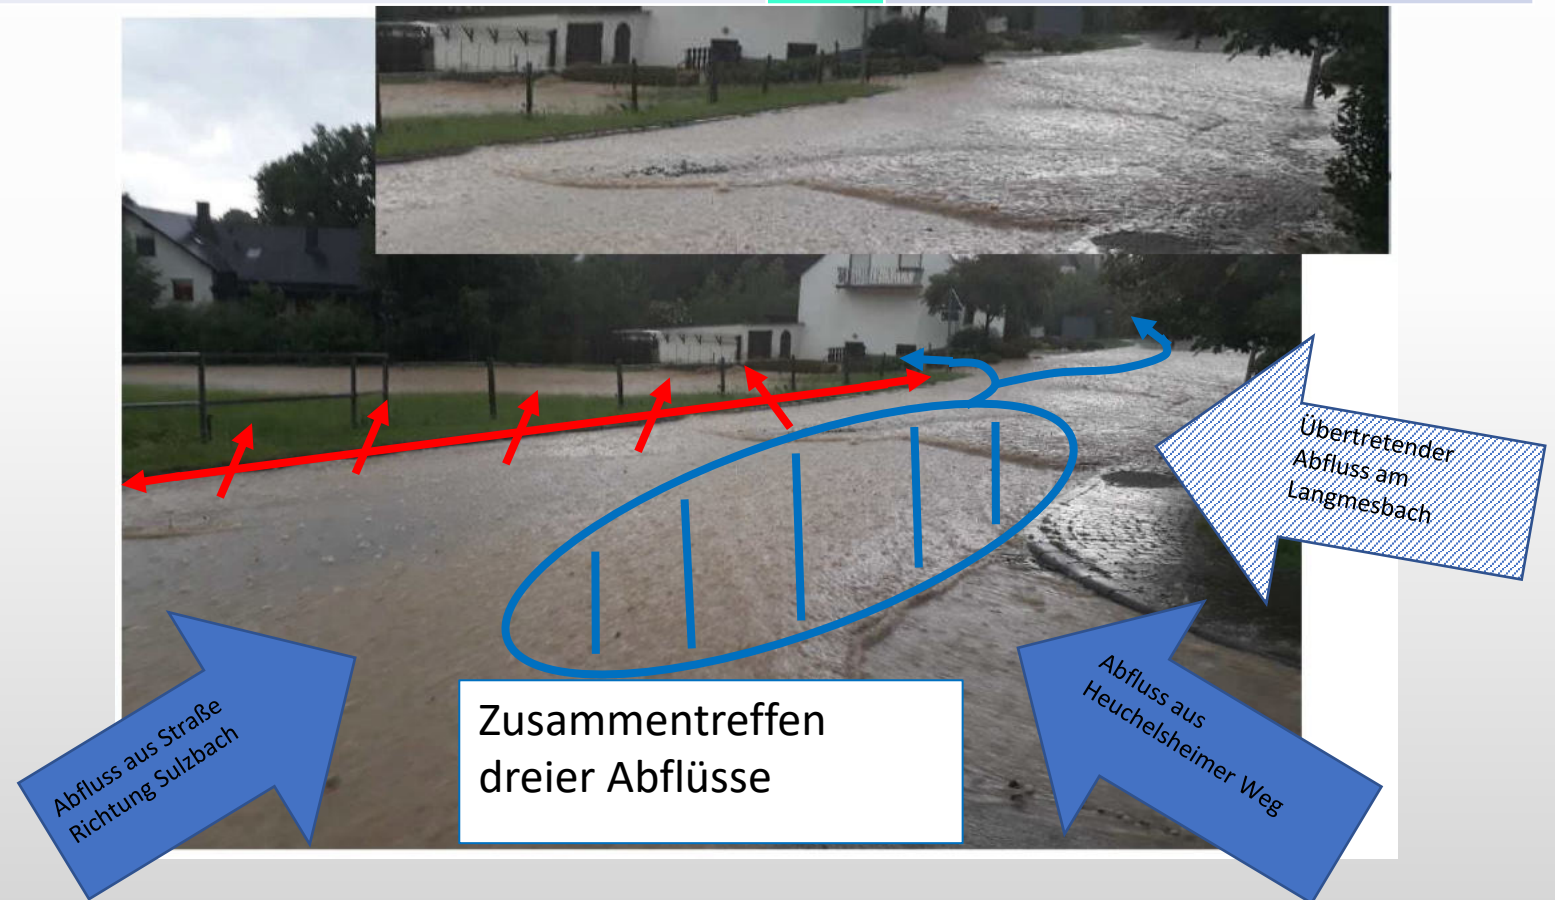 Übertretender
Abfluss am
Langmesbach
Abfluss aus Straße
Richtung Sulzbach
Zusammentreffen
dreier Abflüsse
Abfluss aus
Heuchelsheimer Weg